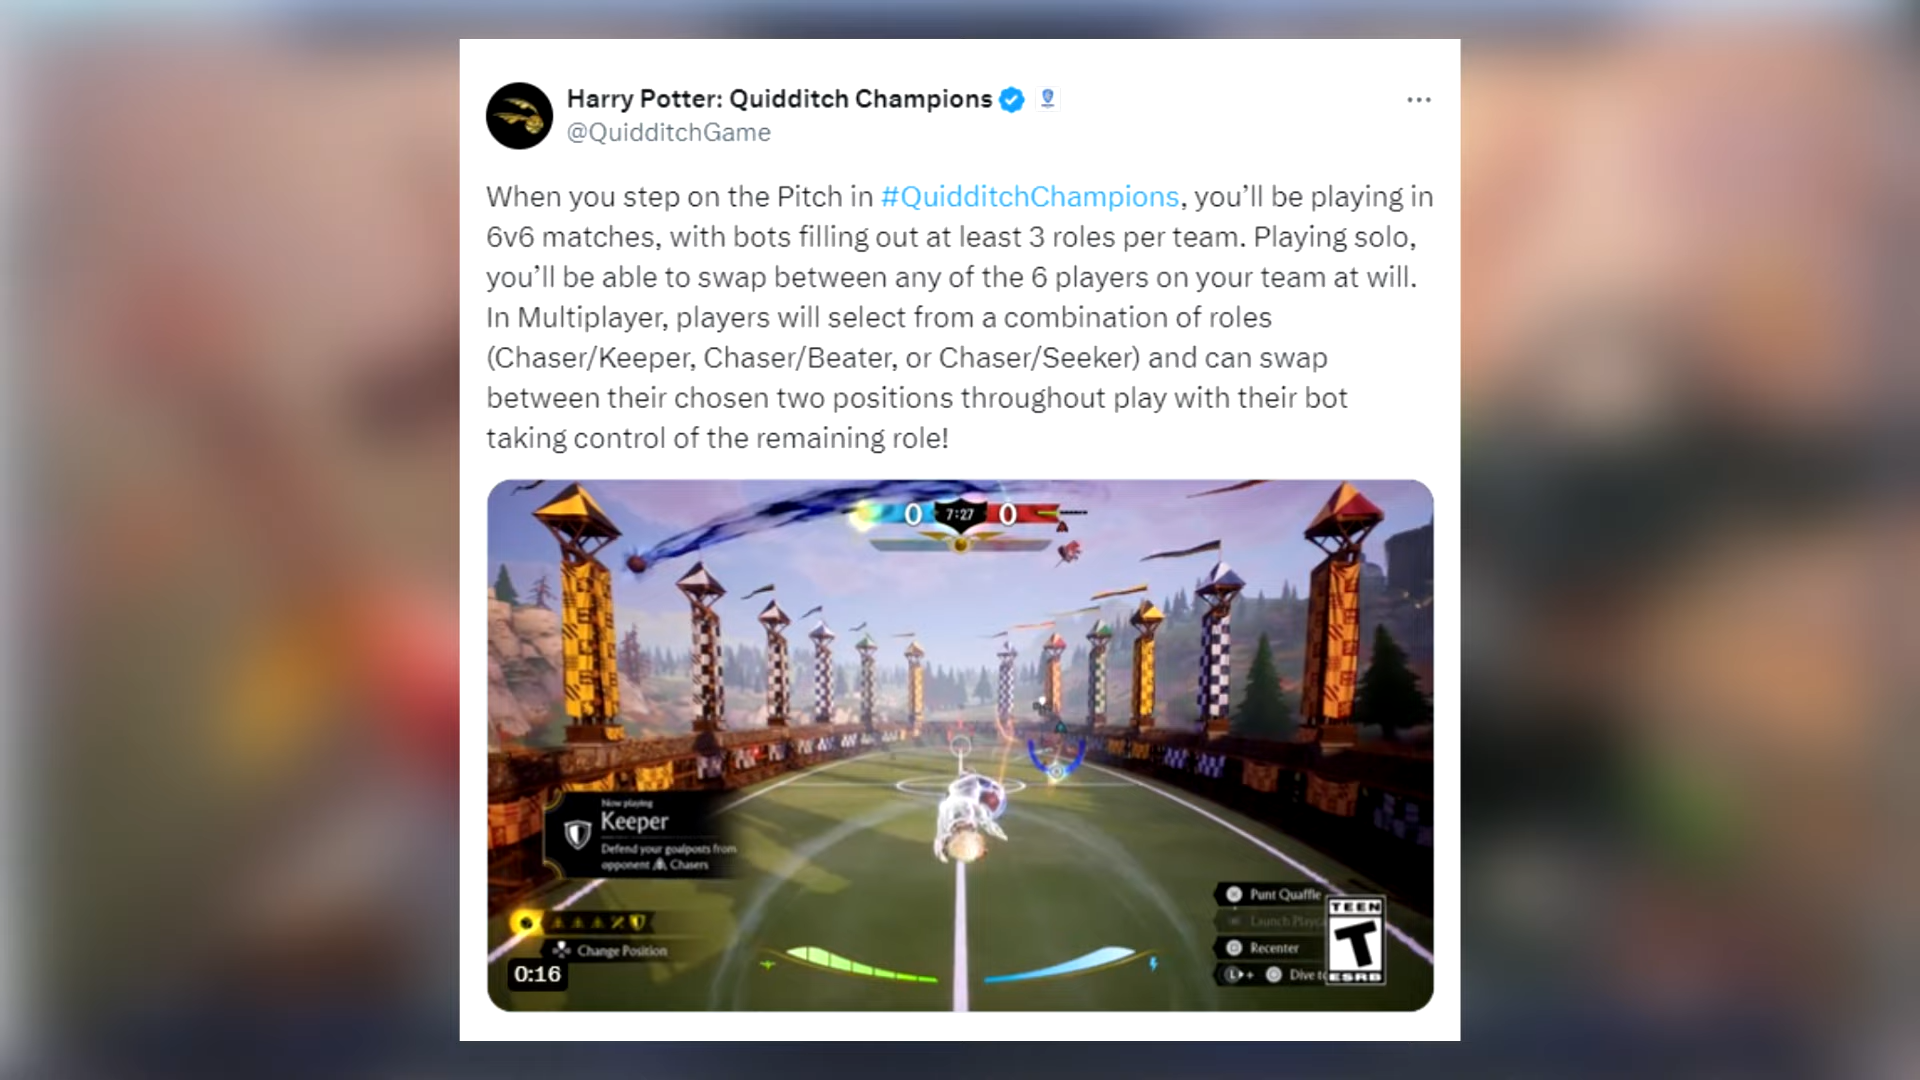 Harry Potter: Quidditch Champions
@QuidditchGame
When you step on the Pitch in #QuidditchChampions, you’ll be playing in
6v6 matches, with bots filling out at least 3 roles per team. Playing solo,
you’ll be able to swap between any of the 6 players on your team at will.
In Multiplayer, players will select from a combination of roles
(Chaser/Keeper, Chaser/Beater, or Chaser/Seeker) and can swap
between their chosen two positions throughout play with their bot
taking control of the remaining role!
0 7:27 0
Now playing
Keeper
Defend your goalposts from
opponent Chasers
Change Position
0:16
Punt Quaffle
Launch
Recenter
L + Dive
TEEN
T
ESRB